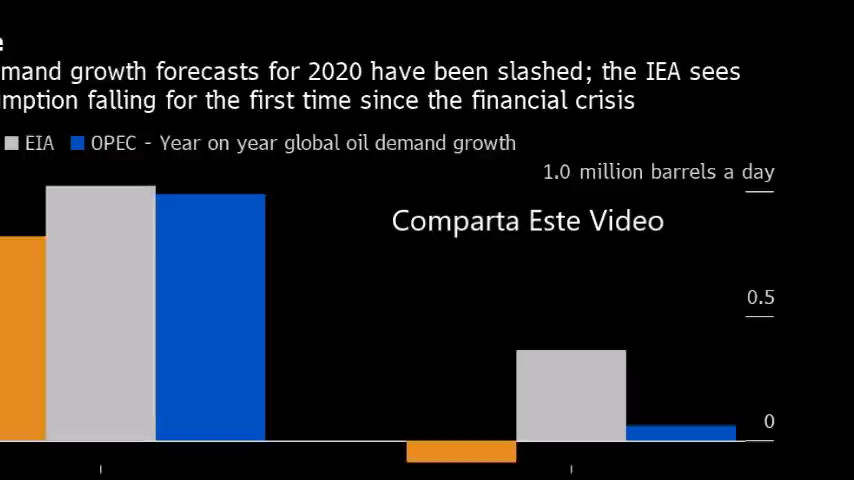 mand growth forecasts for 2020 have been slashed; the IEA sees
mption falling for the first time since the financial crisis
EIA OPEC - Year on year global oil demand growth
1.0 million barrels a day
Comparta Este Video
0.5
0